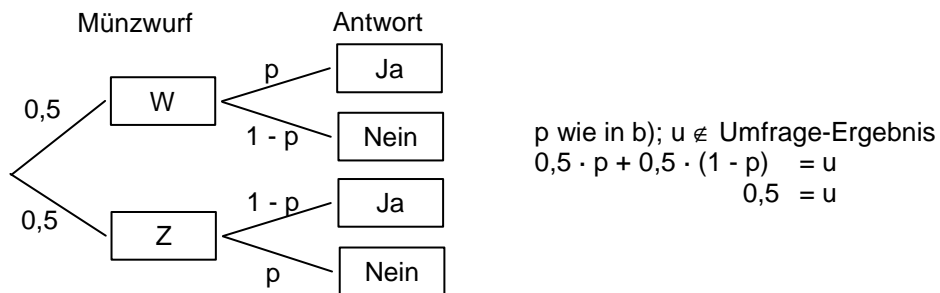 Münzwurf Antwort
p Ja
0,5 W
1 - p Nein
p wie in b); u ∉ Umfrage-Ergebnis
0,5 · p + 0,5 · (1 - p) = u
0,5 = u
1 - p Ja
0,5 Z
p Nein